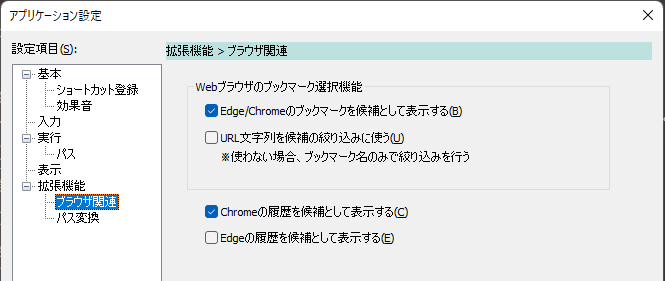 アプリケーション設定
設定項目(S):
基本
ショートカット登録
効果音
入力
実行
パス
表示
拡張機能
ブラウザ関連
パス変換
拡張機能 > ブラウザ関連
Webブラウザのブックマーク選択機能
Edge/Chromeのブックマークを候補として表示する(B)
URL文字列を候補の絞り込みに使う(U)
※使わない場合、ブックマーク名のみで絞り込みを行う
Chromeの履歴を候補として表示する(C)
Edgeの履歴を候補として表示する(E)